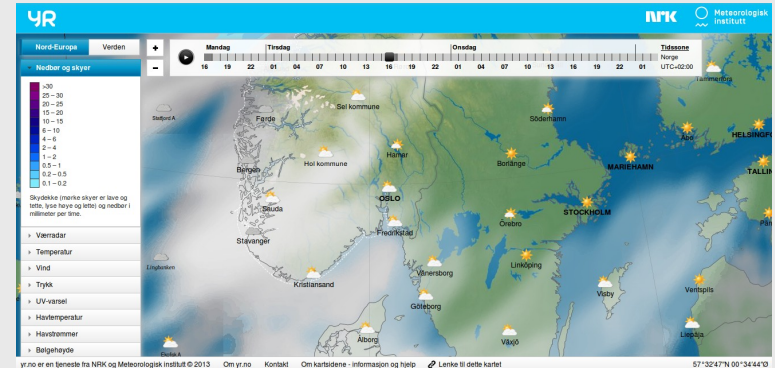 YR
NRK
Meteorologisk
institutt
Nord-Europa Verden
+
−
Mandag Tirsdag Onsdag Tidssone
Norge
16 19 22 01 04 07 10 13 16 19 22 01 04 07 10 13 16 19 22 01 UTC+02:00
Nedbør og skyer
>30
25 – 30
20 – 25
15 – 20
10 – 15
6 – 10
4 – 6
2 – 4
1 – 2
0.5 – 1
0.2 – 0.5
0.1 – 0.2
Skydekke (mørke skyer er lave og
tette, lyse høye og lette) og nedbør i
millimeter per time.
Værradar
Temperatur
Vind
Trykk
UV-varsel
Havtemperatur
Havstrømmer
Bølgehøyde
Tammerfors
Statfjord A
Førde
Sel kommune
Söderhamn
Åbo
HELSINGFO
Bergen
Hol kommune
Hamar
Borlänge
MARIEHAMN
TALLIN
OSLO
Sauda
STOCKHOLM
Fredrikstad
Örebro
Stavanger
Linköping
Vänersborg
Kristiansand
Visby
Ventspils
Göteborg
Ålborg
Växjö
Liepāja
Ekofisk A
yr.no er en tjeneste fra NRK og Meteorologisk institutt © 2013 Om yr.no Kontakt Om kartsidene - informasjon og hjelp Lenke til dette kartet 57°32'47"N 00°34'44"Ø